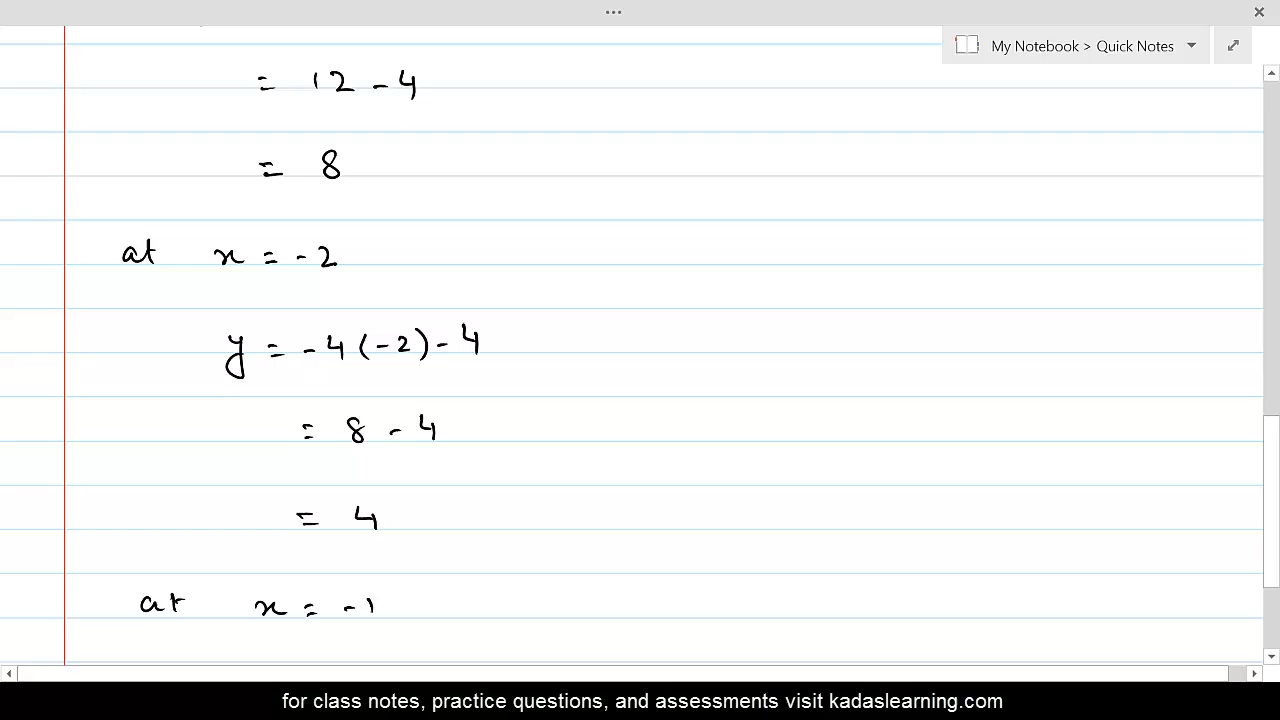 ...
My Notebook > Quick Notes
= 12 - 4
= 8
at x = -2
y = -4(-2) - 4
= 8 - 4
= 4
at x = -1
for class notes, practice questions, and assessments visit kadaslearning.com